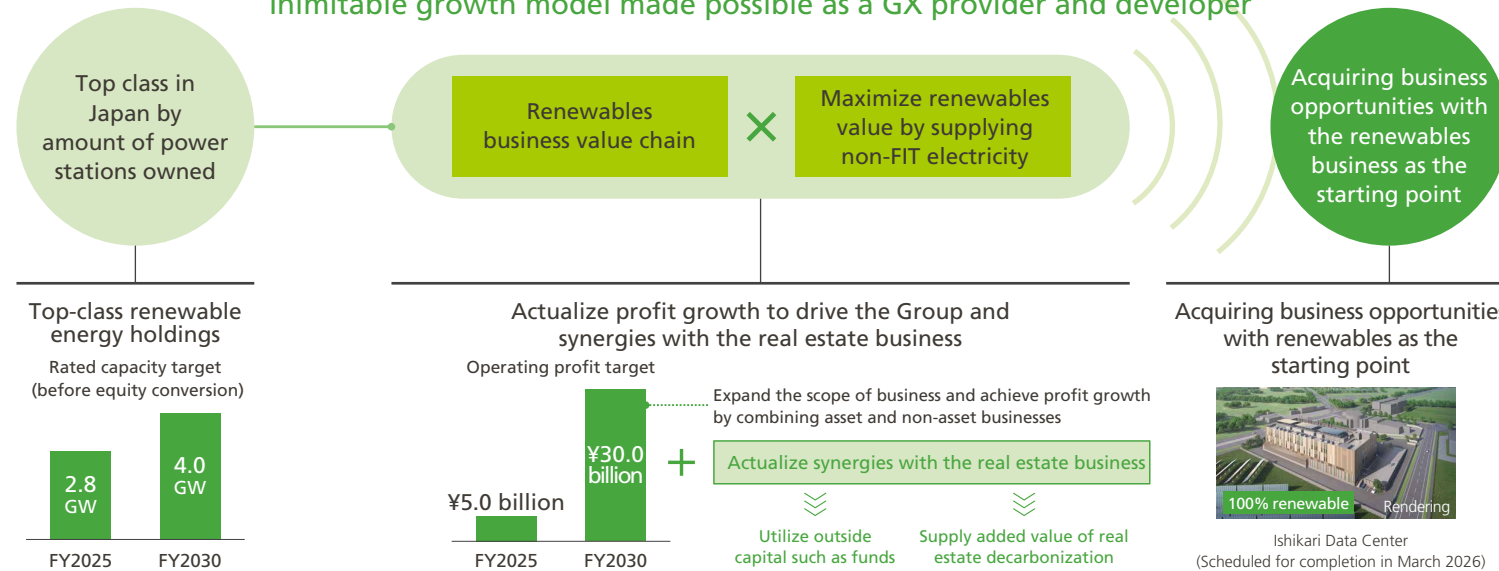 Inimitable growth model made possible as a GX provider and developer
Top class in
Japan by
amount of power
stations owned
Renewables
business value chain
×
Maximize renewables
value by supplying
non-FIT electricity
Acquiring business
opportunities with
the renewables
business as the
starting point
Top-class renewable
energy holdings
Rated capacity target
(before equity conversion)
2.8
GW
4.0
GW
FY2025
FY2030
Actualize profit growth to drive the Group and
synergies with the real estate business
Operating profit target
¥5.0 billion
¥30.0
billion
FY2025
FY2030
Expand the scope of business and achieve profit growth
by combining asset and non-asset businesses
+
Actualize synergies with the real estate business
Utilize outside
capital such as funds
Supply added value of real
estate decarbonization
Acquiring business opportunities
with renewables as the
starting point
100% renewable
Rendering
Ishikari Data Center
(Scheduled for completion in March 2026)